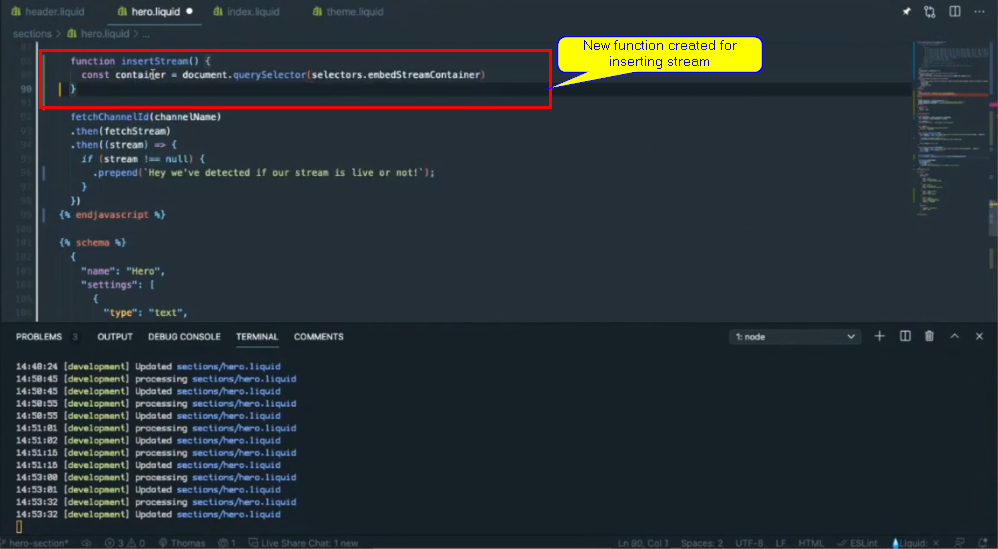 header.liquid
hero.liquid
index.liquid
theme.liquid
sections > hero.liquid > ...
function insertStream() {
const container = document.querySelector(selectors.embedStreamContainer)
90 }
New function created for
inserting stream
fetchChannelId(channelName)
.then(fetchStream)
.then((stream) => {
if (stream !== null) {
.prepend(`Hey we've detected if our stream is live or not!`);
}
})
{% endjavascript %}
{% schema %}
{
"name": "Hero",
"settings": [
{
"type": "text",
PROBLEMS 3 OUTPUT DEBUG CONSOLE TERMINAL COMMENTS 1: node
14:48:24 [development] Updated sections/hero.liquid
14:50:45 [development] processing sections/hero.liquid
14:50:45 [development] Updated sections/hero.liquid
14:50:55 [development] processing sections/hero.liquid
14:50:55 [development] Updated sections/hero.liquid
14:51:01 [development] processing sections/hero.liquid
14:51:02 [development] Updated sections/hero.liquid
14:51:16 [development] processing sections/hero.liquid
14:51:16 [development] Updated sections/hero.liquid
14:53:00 [development] processing sections/hero.liquid
14:53:01 [development] Updated sections/hero.liquid
14:53:32 [development] processing sections/hero.liquid
14:53:32 [development] Updated sections/hero.liquid
hero-section* 3 0 Thomas 1 Live Share Chat: 1 new Ln 90, Col 1 Spaces: 2 UTF-8 LF HTML ESLint Liquid: